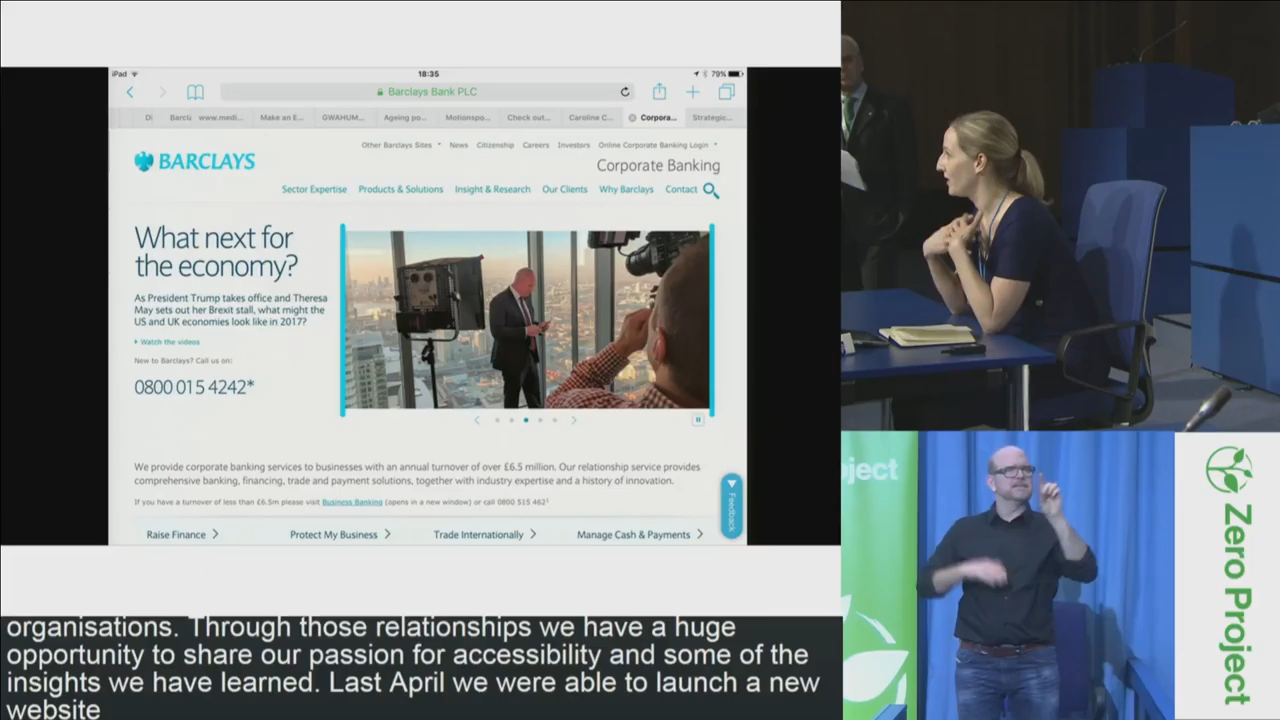 iPad
18:35
79%
Barclays Bank PLC
Di
Barcla
www.medi...
Make an E...
GWAHUM...
Ageing po...
Motionspo...
Check out...
Caroline C...
Corpora...
Strategic...
Other Barclays Sites
News
Citizenship
Careers
Investors
Online Corporate Banking Login
BARCLAYS
Corporate Banking
Sector Expertise
Products & Solutions
Insight & Research
Our Clients
Why Barclays
Contact
What next for
the economy?
As President Trump takes office and Theresa
May sets out her Brexit stall, what might the
US and UK economies look like in 2017?
Watch the videos
New to Barclays? Call us on:
0800 015 4242*
We provide corporate banking services to businesses with an annual turnover of over £6.5 million. Our relationship service provides
comprehensive banking, financing, trade and payment solutions, together with industry expertise and a history of innovation.
If you have a turnover of less than £6.5m please visit Business Banking (opens in a new window) or call 0800 515 462¹
Feedback
Raise Finance
Protect My Business
Trade Internationally
Manage Cash & Payments
organisations. Through those relationships we have a huge
opportunity to share our passion for accessibility and some of the
insights we have learned. Last April we were able to launch a new
website
oject
Zero Project